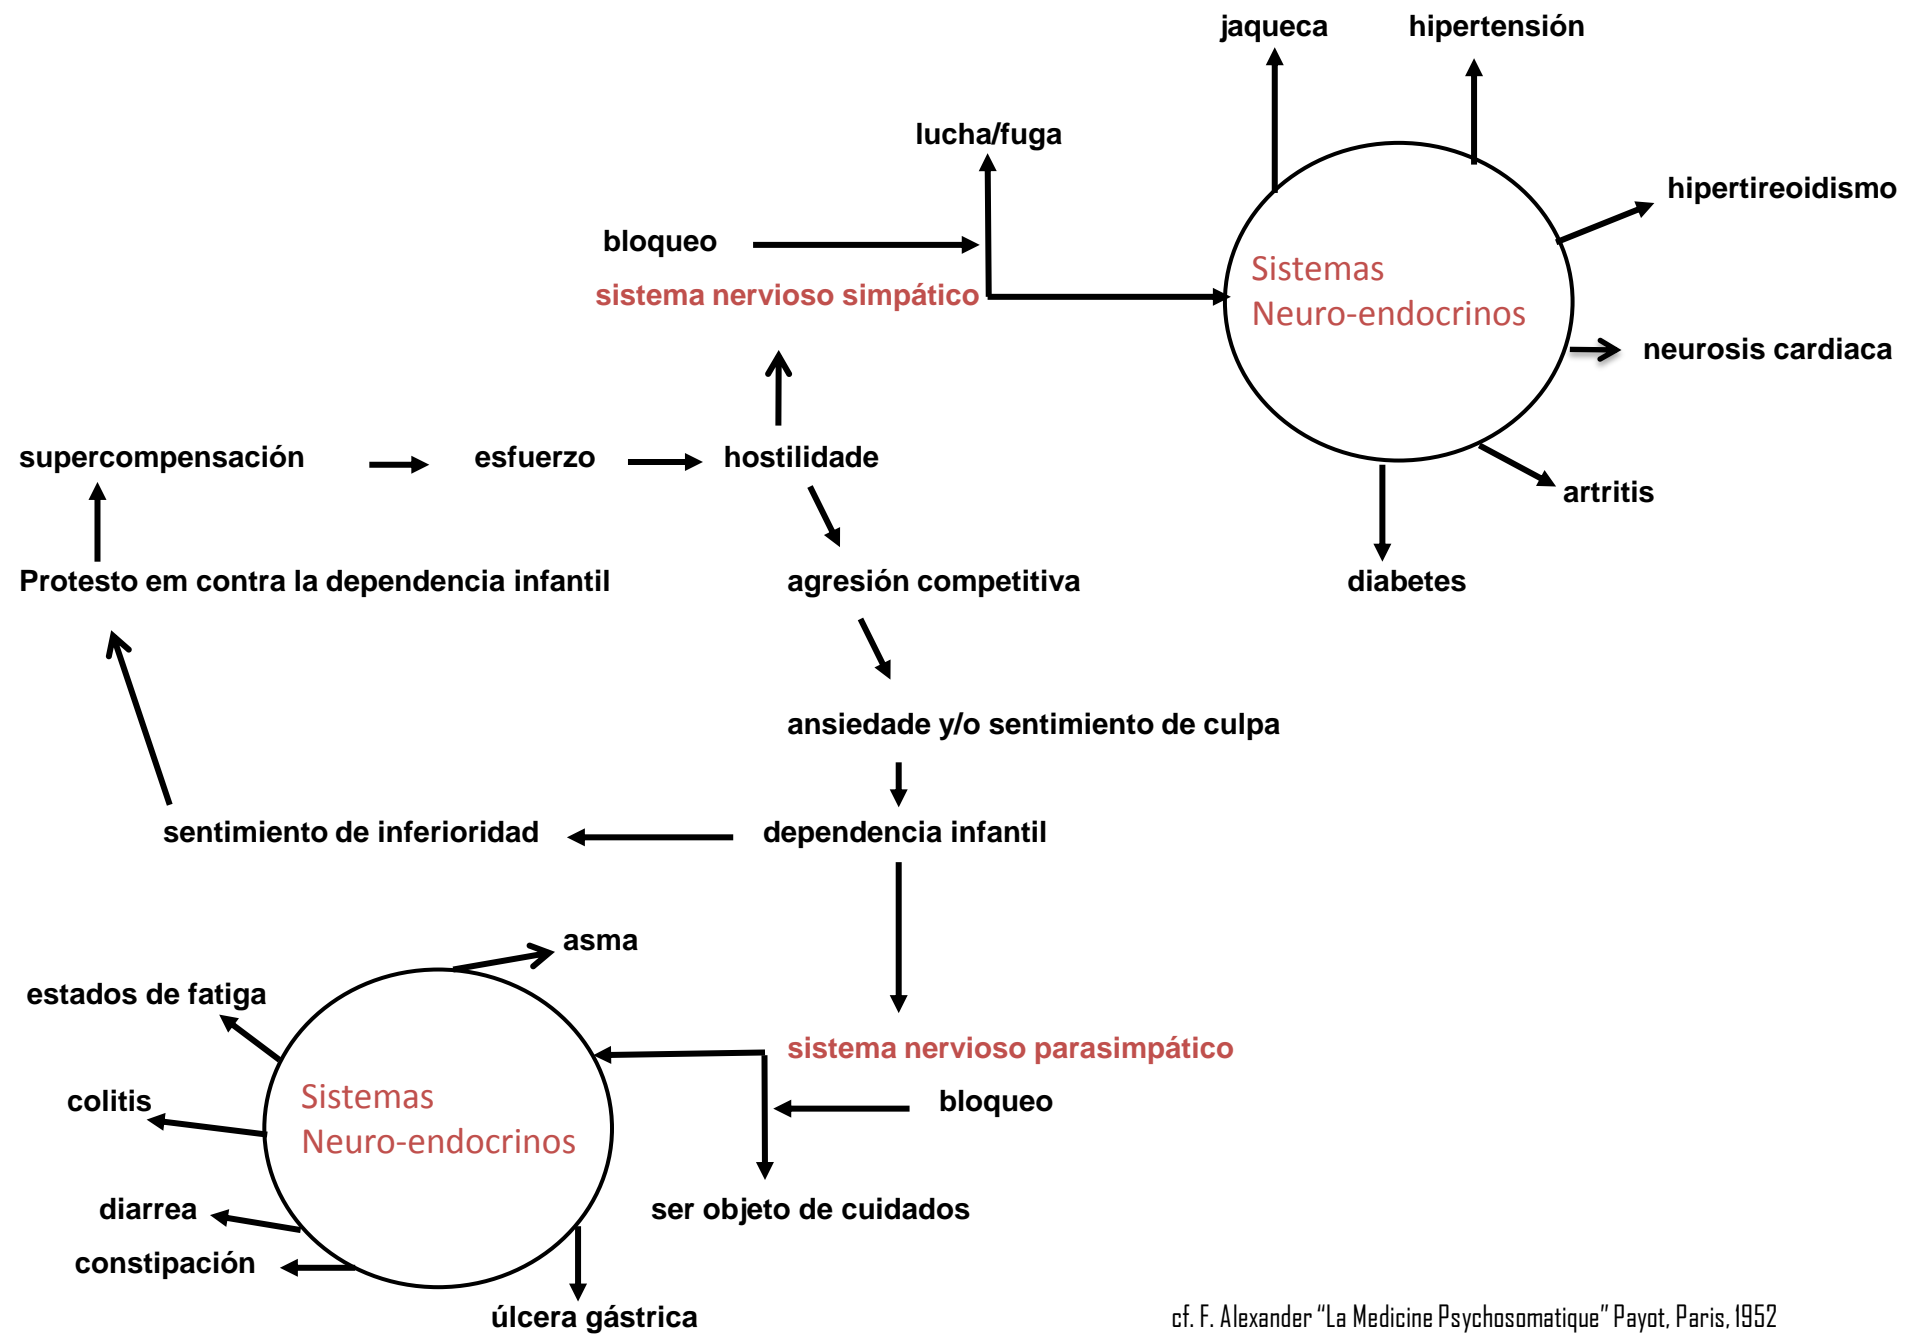 jaqueca
hipertensión
lucha/fuga
hipertireoidismo
bloqueo
sistema nervioso simpático
Sistemas
Neuro-endocrinos
neurosis cardiaca
supercompensación
esfuerzo
hostilidade
artritis
Protesto em contra la dependencia infantil
agresión competitiva
diabetes
ansiedade y/o sentimiento de culpa
sentimiento de inferioridad
dependencia infantil
asma
estados de fatiga
sistema nervioso parasimpático
colitis
Sistemas
Neuro-endocrinos
bloqueo
diarrea
ser objeto de cuidados
constipación
úlcera gástrica
cf. F. Alexander "La Medicine Psychosomatique" Payot, Paris, 1952